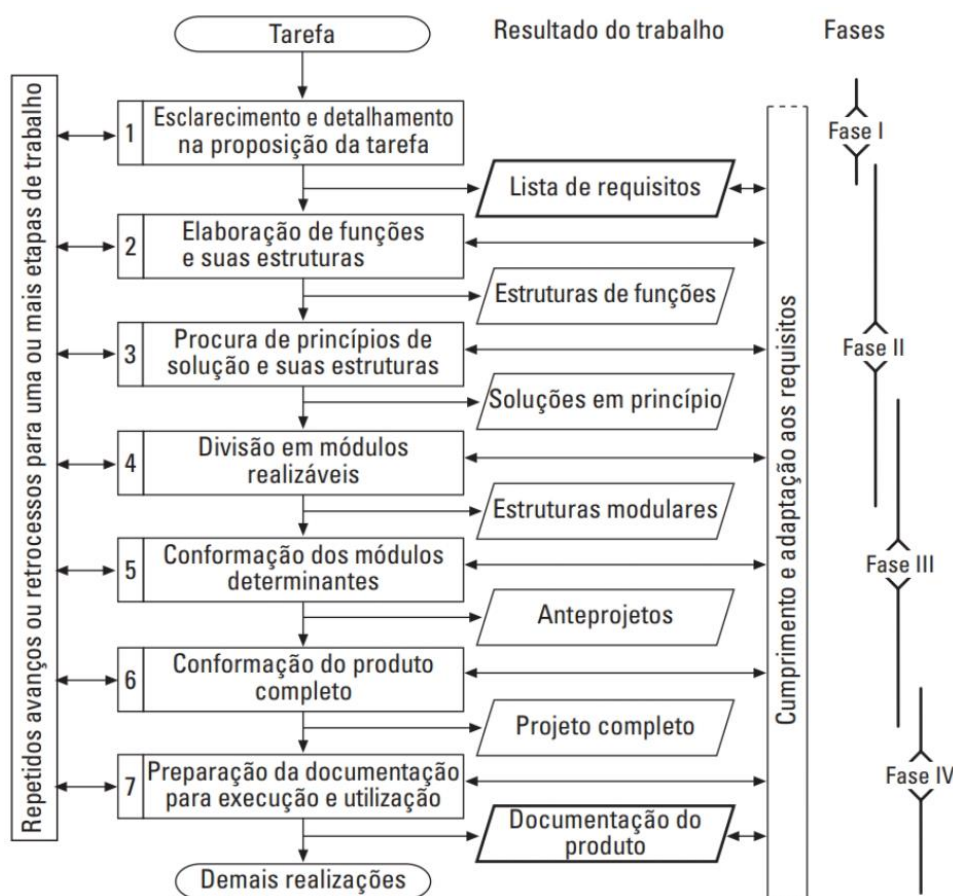 Tarefa
Resultado do trabalho
Fases
Repetidos avanços ou retrocessos para uma ou mais etapas de trabalho
1
Esclarecimento e detalhamento
na proposição da tarefa
Fase I
Lista de requisitos
2
Elaboração de funções
e suas estruturas
Estruturas de funções
3
Procura de princípios de
solução e suas estruturas
Fase II
Soluções em princípio
4
Divisão em módulos
realizáveis
Estruturas modulares
5
Conformação dos módulos
determinantes
Fase III
Anteprojetos
6
Conformação do produto
completo
Projeto completo
7
Preparação da documentação
para execução e utilização
Fase IV
Documentação do
produto
Demais realizações
Cumprimento e adaptação aos requisitos